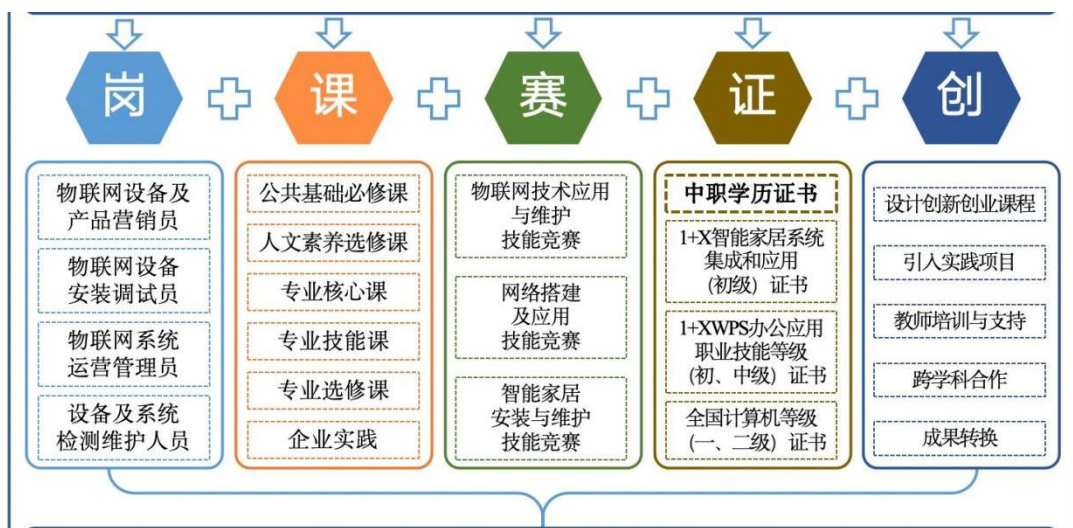 岗
课
赛
证
创
物联网设备及
产品营销员
物联网设备
安装调试员
物联网系统
运营管理员
设备及系统
检测维护人员
公共基础必修课
人文素养选修课
专业核心课
专业技能课
专业选修课
企业实践
物联网技术应用
与维护
技能竞赛
网络搭建
及应用
技能竞赛
智能家居
安装与维护
技能竞赛
中职学历证书
1+X智能家居系统
集成和应用
(初级)证书
1+XWPS办公应用
职业技能等级
(初、中级)证书
全国计算机等级
(一、二级)证书
设计创新创业课程
引入实践项目
教师培训与支持
跨学科合作
成果转换